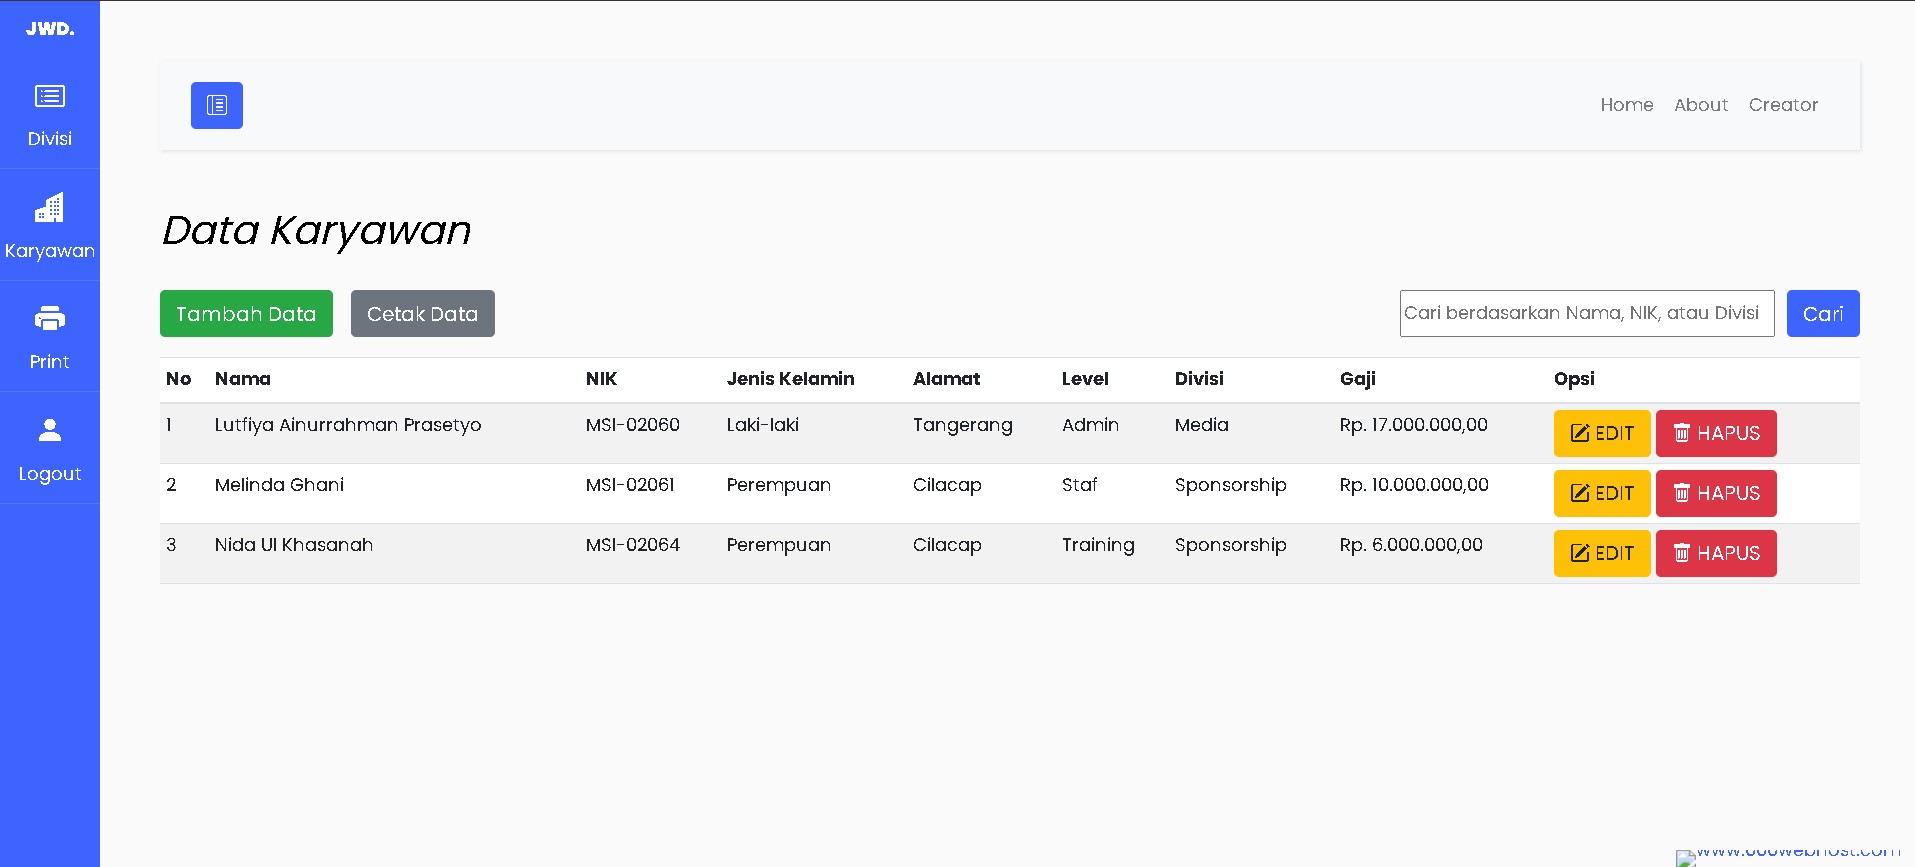 JWD.
Divisi
Karyawan
Print
Logout
Home About Creator
Data Karyawan
Tambah Data Cetak Data Cari berdasarkan Nama, NIK, atau Divisi Cari
No Nama NIK Jenis Kelamin Alamat Level Divisi Gaji Opsi
1 Lutfiya Ainurrahman Prasetyo MSI-02060 Laki-laki Tangerang Admin Media Rp. 17.000.000,00 EDIT HAPUS
2 Melinda Ghani MSI-02061 Perempuan Cilacap Staf Sponsorship Rp. 10.000.000,00 EDIT HAPUS
3 Nida Ul Khasanah MSI-02064 Perempuan Cilacap Training Sponsorship Rp. 6.000.000,00 EDIT HAPUS
www.000webhost.com